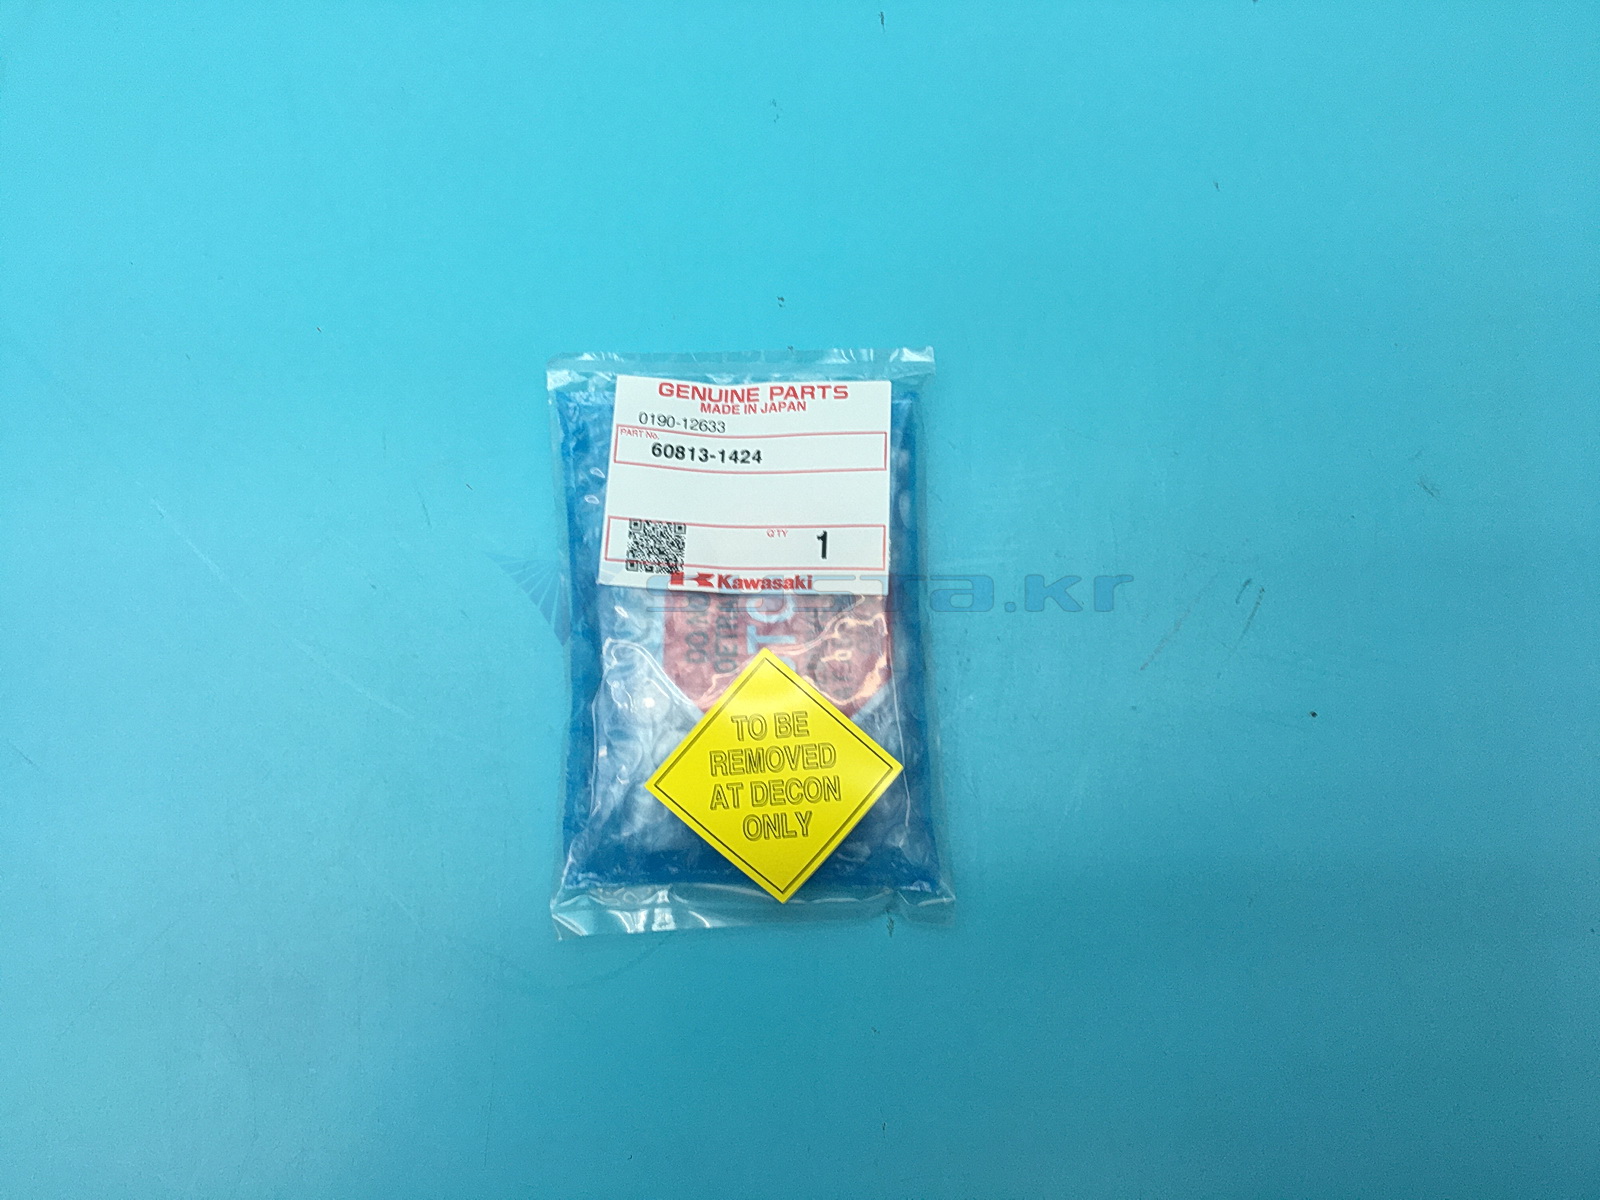 GENUINE PARTS
MADE IN JAPAN
0190-12633
PART No.
60813-1424
QTY
1
Kawasaki
TO BE
REMOVED
AT DECON
ONLY